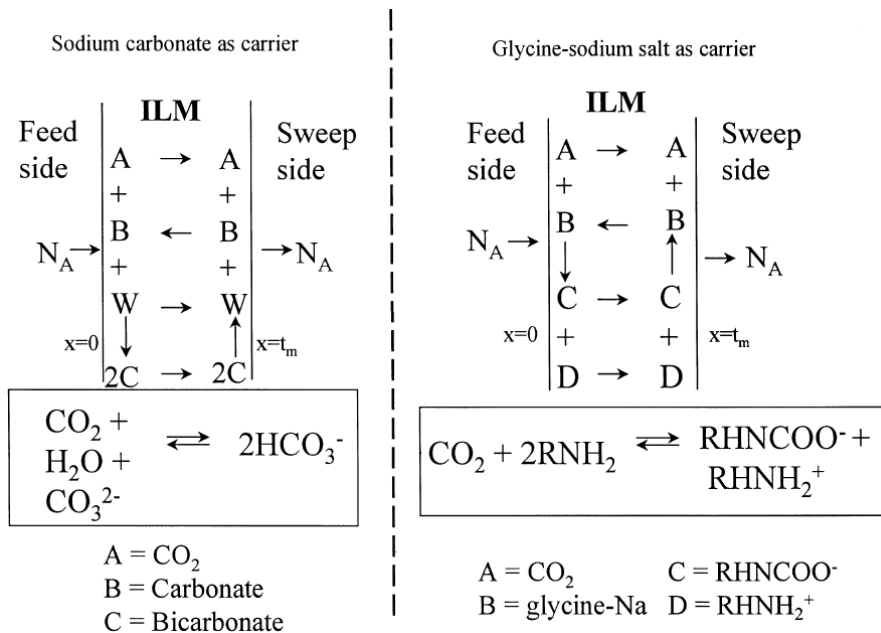 Sodium carbonate as carrier
ILM
Feed
side
Sweep
side
A → A
+ +
B ← B
N_A → → N_A
+ +
W → W
x=0 x=t_m
2C → 2C
CO₂ +
H₂O + ⇌ 2HCO₃⁻
CO₃²⁻
A = CO₂
B = Carbonate
C = Bicarbonate
Glycine-sodium salt as carrier
ILM
Feed
side
Sweep
side
A → A
+ +
B ← B
N_A → → N_A
C → C
x=0 + + x=t_m
D → D
CO₂ + 2RNH₂ ⇌ RHNCOO⁻ +
RHNH₂⁺
A = CO₂ C = RHNCOO⁻
B = glycine-Na D = RHNH₂⁺